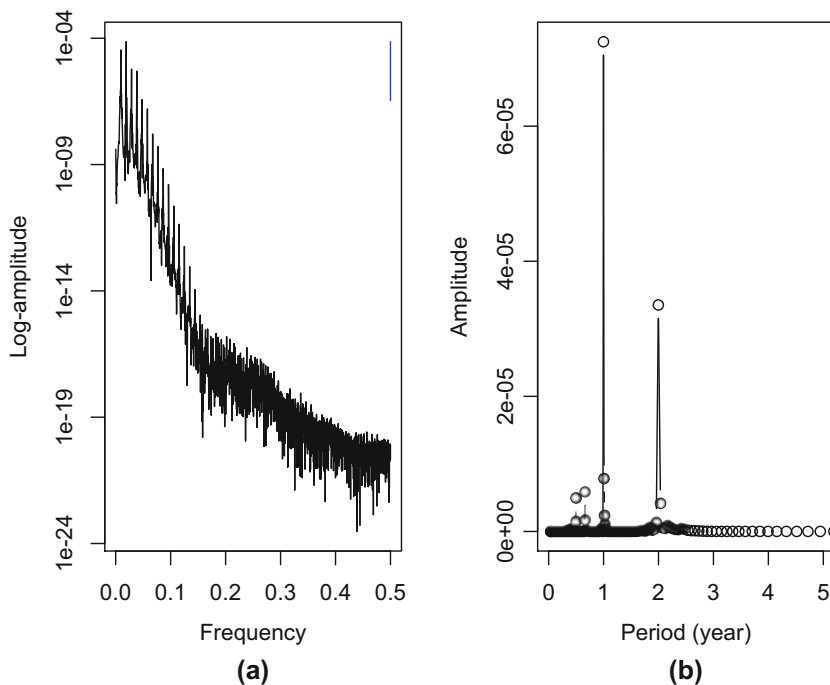 1e-04
1e-09
1e-14
1e-19
1e-24
Log-amplitude
0.0 0.1 0.2 0.3 0.4 0.5
Frequency
(a)
6e-05
4e-05
2e-05
0e+00
Amplitude
0 1 2 3 4 5
Period (year)
(b)